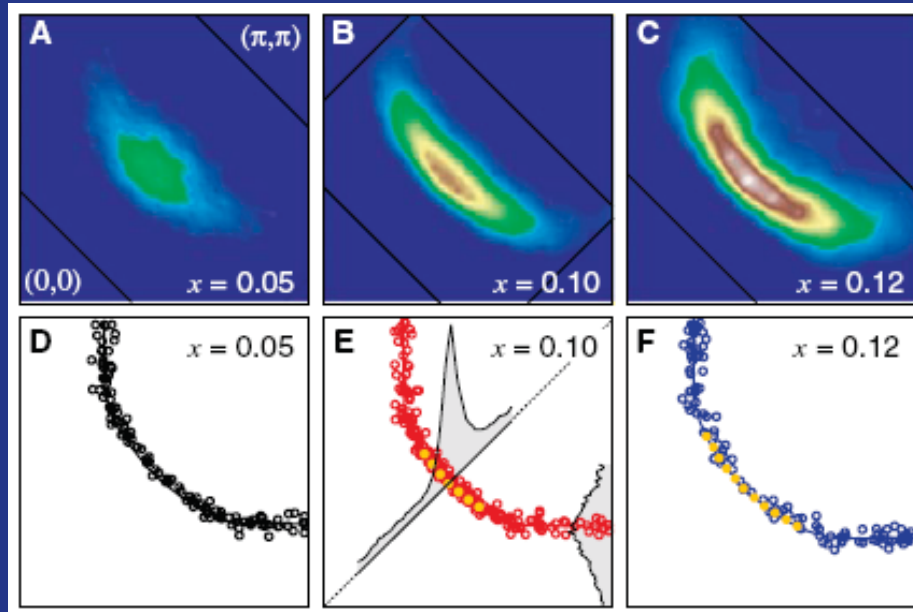 A (π,π)
(0,0) x = 0.05
B
x = 0.10
C
x = 0.12
D x = 0.05
E x = 0.10
F x = 0.12